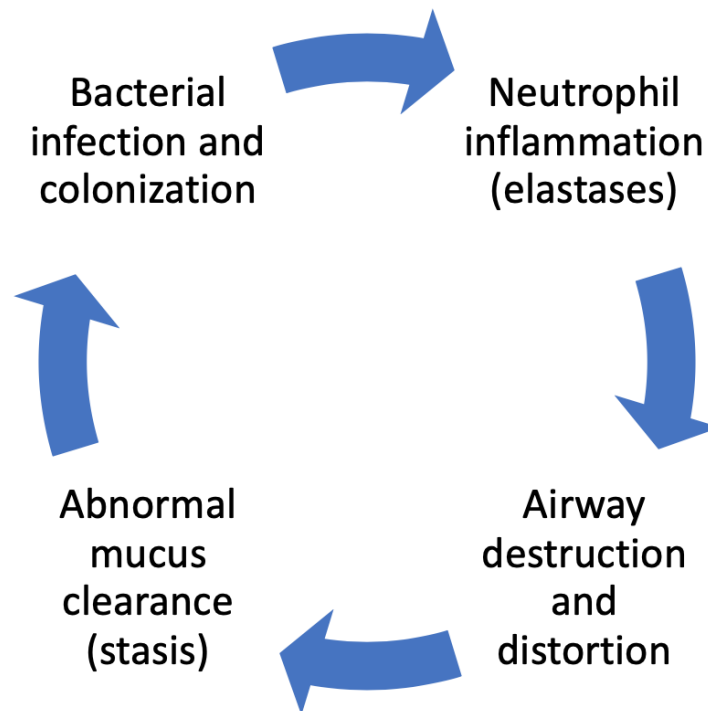 Bacterial
infection and
colonization
Neutrophil
inflammation
(elastases)
Airway
destruction
and
distortion
Abnormal
mucus
clearance
(stasis)